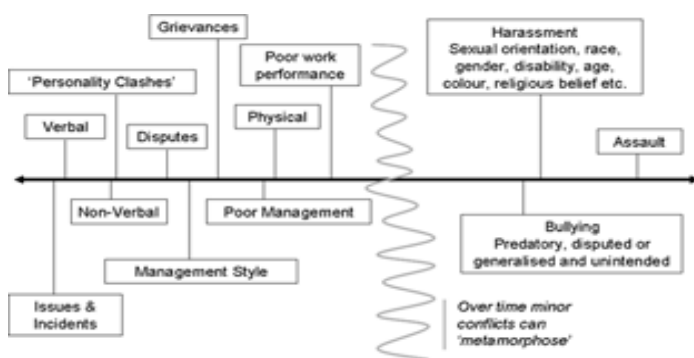 Grievances
Harassment
Sexual orientation, race,
gender, disability, age,
colour, religious belief etc.
Poor work
performance
'Personality Clashes'
Physical
Verbal
Disputes
Assault
Non-Verbal
Poor Management
Bullying
Predatory, disputed or
generalised and unintended
Management Style
Issues &
Incidents
Over time minor
conflicts can
'metamorphose'